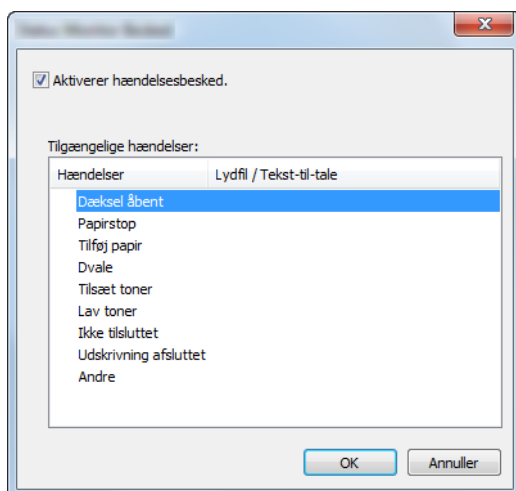 Aktiverer hændelsesbesked.
Tilgængelige hændelser:
Hændelser Lydfil / Tekst-til-tale
Dæksel åbent
Papirstop
Tilføj papir
Dvale
Tilsæt toner
Lav toner
Ikke tilsluttet
Udskrivning afsluttet
Andre
OK Annuller